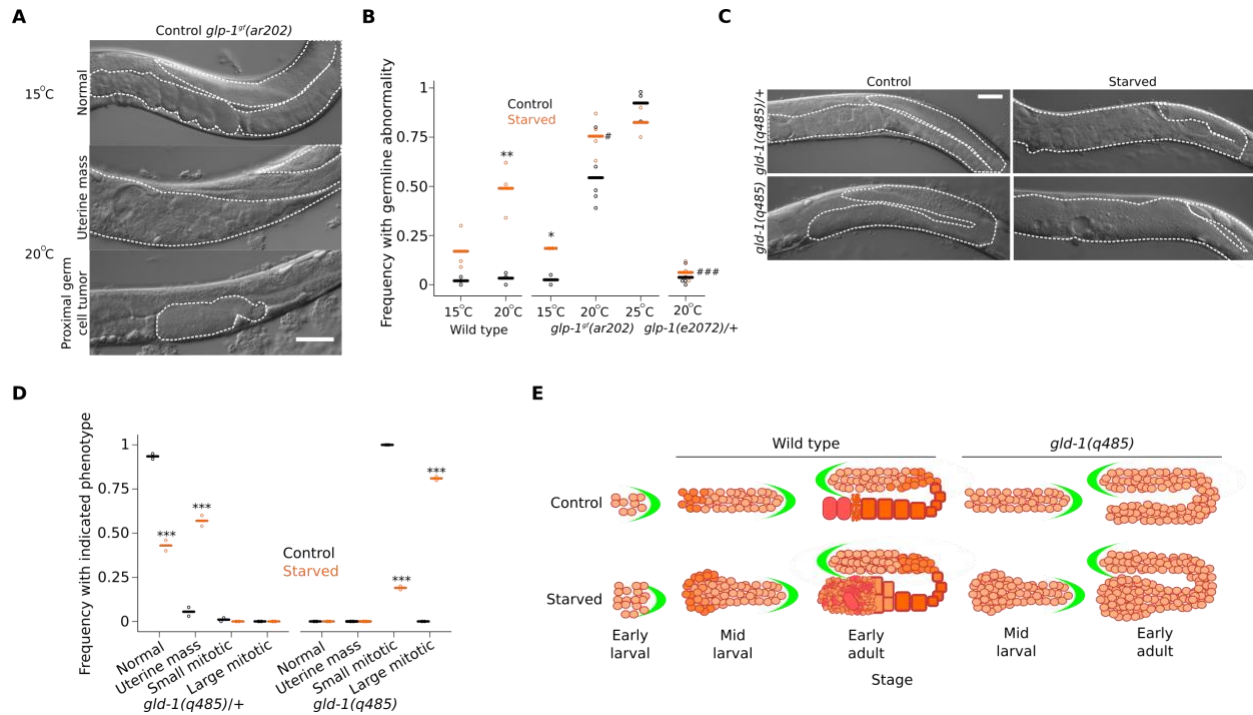 A
Control glp-1gf(ar202)
15°C
20°C
Normal
Uterine mass
Proximal germ
cell tumor
B
Frequency with germline abnormality
1
0.75
0.50
0.25
0
Control
Starved
**
*
#
###
15°C 20°C 15°C 20°C 25°C 20°C
Wild type glp-1gf(ar202) glp-1(e2072)/+
C
Control Starved
gld-1(q485)/+
gld-1(q485)
D
Frequency with indicated phenotype
1
0.75
0.50
0.25
0
Control
Starved
***
***
***
***
Normal Uterine mass Small mitotic Large mitotic Normal Uterine mass Small mitotic Large mitotic
gld-1(q485)/+ gld-1(q485)
E
Wild type gld-1(q485)
Control
Starved
Early
larval
Mid
larval
Early
adult
Mid
larval
Early
adult
Stage